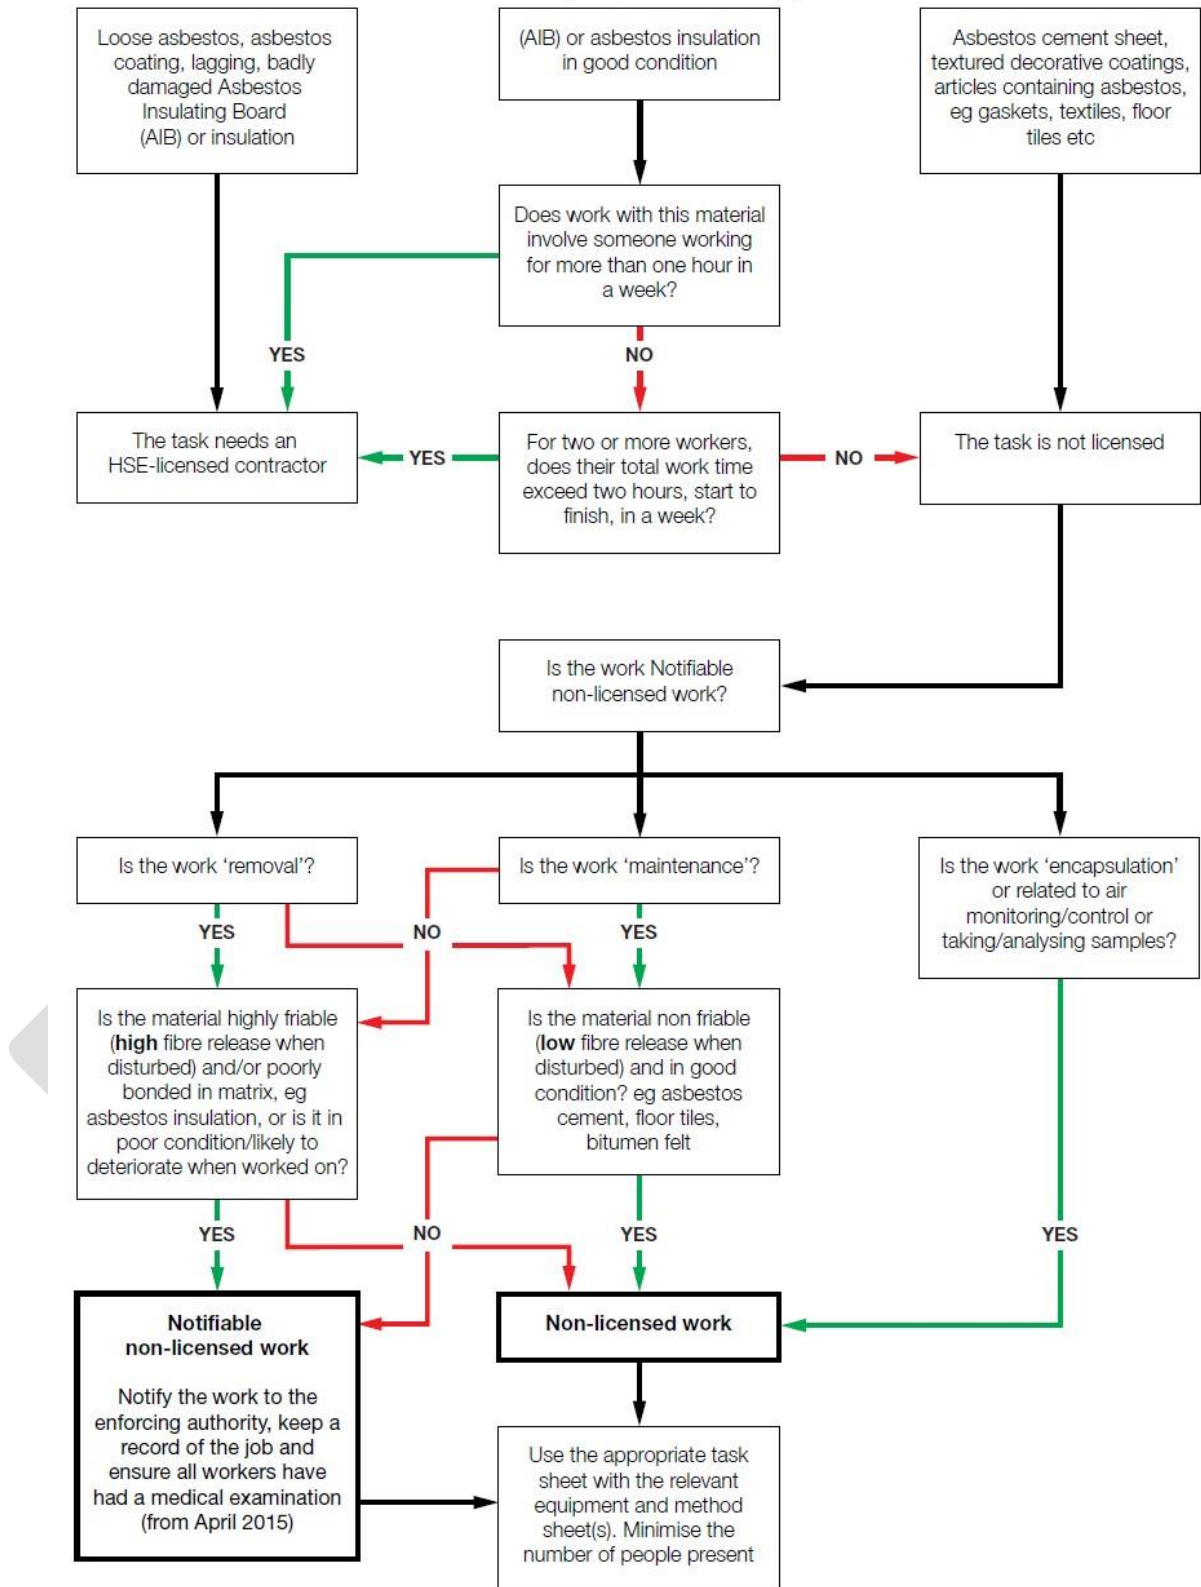 Loose asbestos, asbestos
coating, lagging, badly
damaged Asbestos
Insulating Board
(AIB) or insulation
(AIB) or asbestos insulation
in good condition
Asbestos cement sheet,
textured decorative coatings,
articles containing asbestos,
eg gaskets, textiles, floor
tiles etc
Does work with this material
involve someone working
for more than one hour in
a week?
YES
NO
The task needs an
HSE-licensed contractor
YES
For two or more workers,
does their total work time
exceed two hours, start to
finish, in a week?
NO
The task is not licensed
Is the work Notifiable
non-licensed work?
Is the work ‘removal’?
Is the work ‘maintenance’?
Is the work ‘encapsulation’
or related to air
monitoring/control or
taking/analysing samples?
YES
NO
YES
Is the material highly friable
(high fibre release when
disturbed) and/or poorly
bonded in matrix, eg
asbestos insulation, or is it in
poor condition/likely to
deteriorate when worked on?
Is the material non friable
(low fibre release when
disturbed) and in good
condition? eg asbestos
cement, floor tiles,
bitumen felt
YES
NO
YES
YES
Notifiable
non-licensed work
Notify the work to the
enforcing authority, keep a
record of the job and
ensure all workers have
had a medical examination
(from April 2015)
Non-licensed work
Use the appropriate task
sheet with the relevant
equipment and method
sheet(s). Minimise the
number of people present